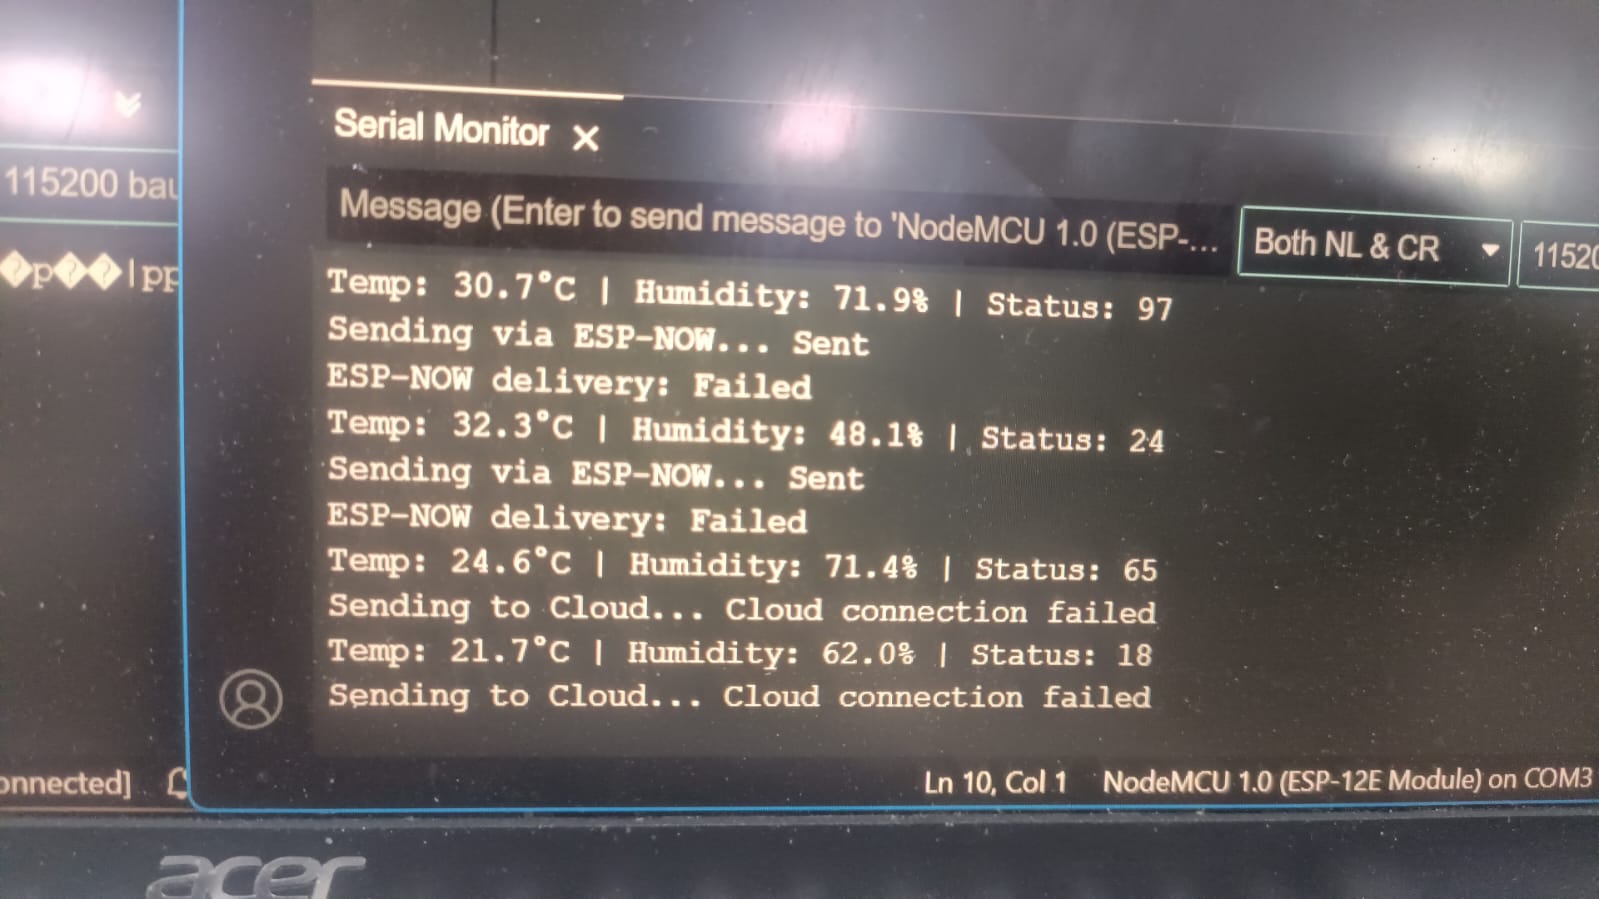 Serial Monitor
115200 bau
Message (Enter to send message to 'NodeMCU 1.0 (ESP-...
Both NL & CR
11520
�p��|pp
Temp: 30.7°C | Humidity: 71.9% | Status: 97
Sending via ESP-NOW... Sent
ESP-NOW delivery: Failed
Temp: 32.3°C | Humidity: 48.1% | Status: 24
Sending via ESP-NOW... Sent
ESP-NOW delivery: Failed
Temp: 24.6°C | Humidity: 71.4% | Status: 65
Sending to Cloud... Cloud connection failed
Temp: 21.7°C | Humidity: 62.0% | Status: 18
Sending to Cloud... Cloud connection failed
onnected]
Ln 10, Col 1
NodeMCU 1.0 (ESP-12E Module) on COM3
acer